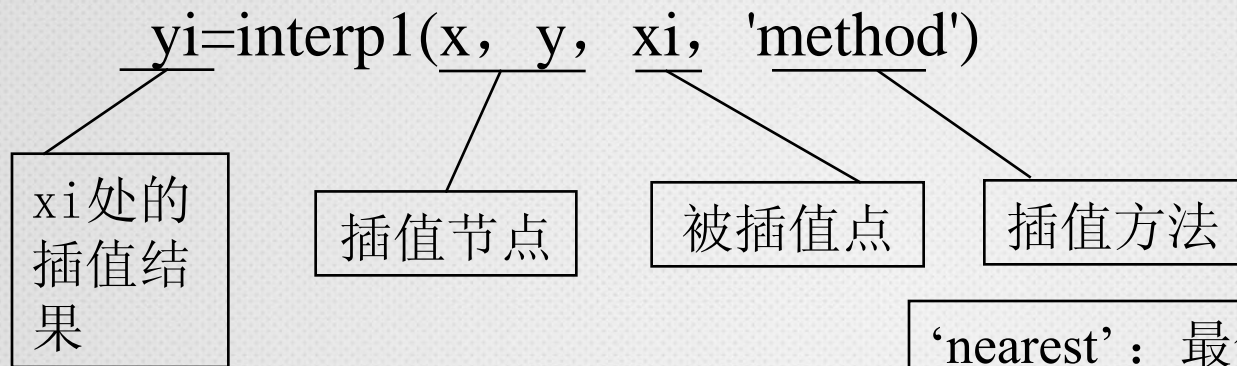 yi=interp1(x, y, xi, 'method')
xi处的
插值结
果
插值节点
被插值点
插值方法
‘nearest’：最